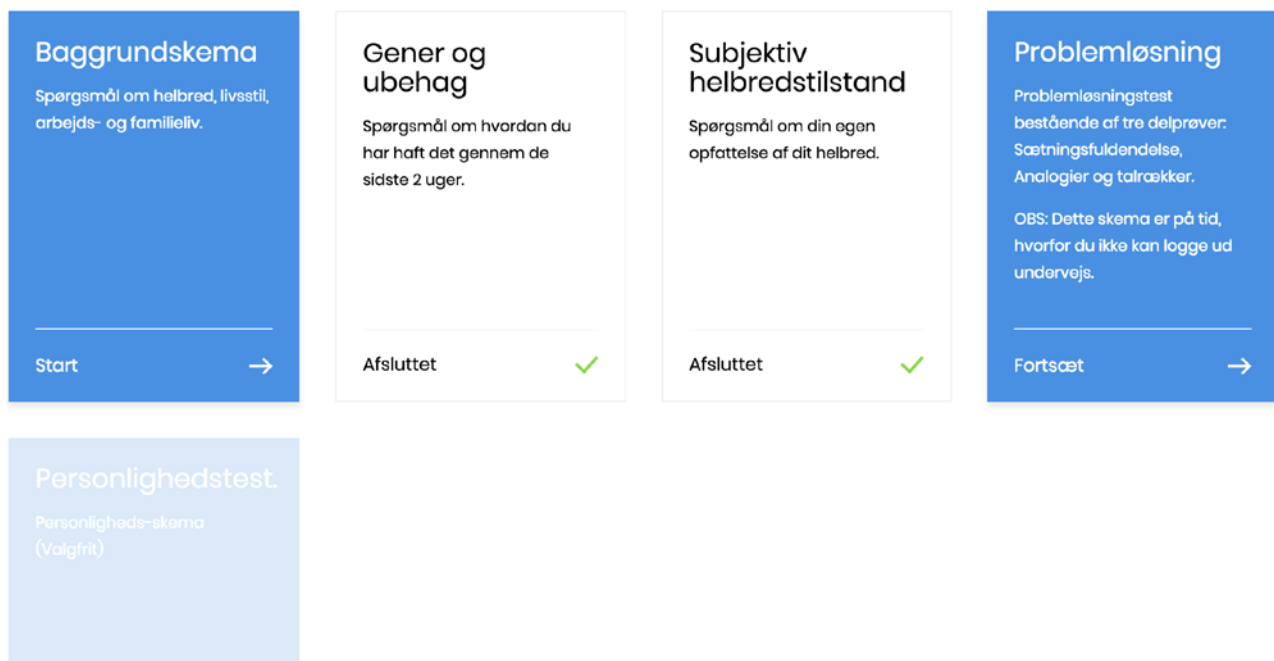 Baggrundskema
Spørgsmål om helbred, livsstil,
arbejds- og familieliv.
Start
Gener og
ubehag
Spørgsmål om hvordan du
har haft det gennem de
sidste 2 uger.
Afsluttet
Subjektiv
helbredstilstand
Spørgsmål om din egen
opfattelse af dit helbred.
Afsluttet
Problemløsning
Problemløsningstest
bestående af tre delprøver:
Sætningsfuldendelse,
Analogier og talrækker.
OBS: Dette skema er på tid,
hvorfor du ikke kan logge ud
undervejs.
Fortsæt
Personlighedstest.
Personligheds-skema
(Valgfrit)